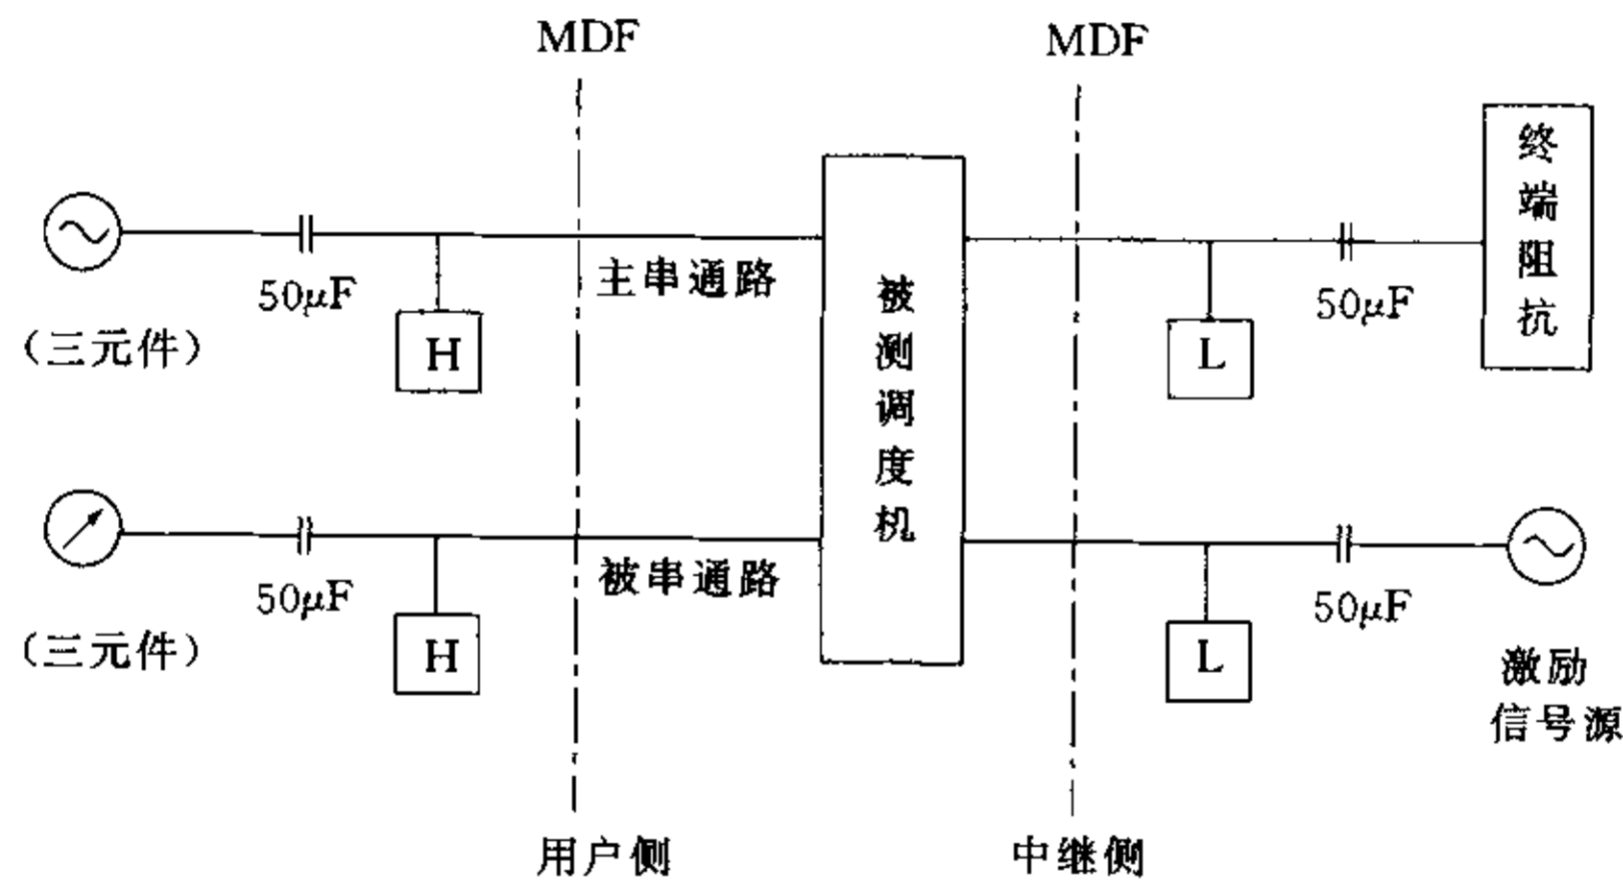 MDF
MDF
终端阻抗
50μF
主串通路
50μF
(三元件)
H
被测调度机
L
50μF
被串通路
50μF
(三元件)
H
L
激励
信号源
用户侧
中继侧